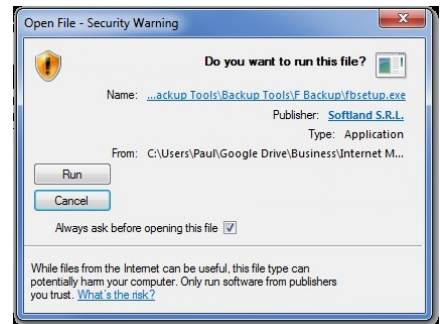 Open File - Security Warning
Do you want to run this file?
Name: ...ackup Tools\Backup Tools\F Backup\fbsetup.exe
Publisher: Softland S.R.L.
Type: Application
From: C:\Users\Paul\Google Drive\Business\Internet M...
Run
Cancel
Always ask before opening this file
While files from the Internet can be useful, this file type can
potentially harm your computer. Only run software from publishers
you trust. What's the risk?